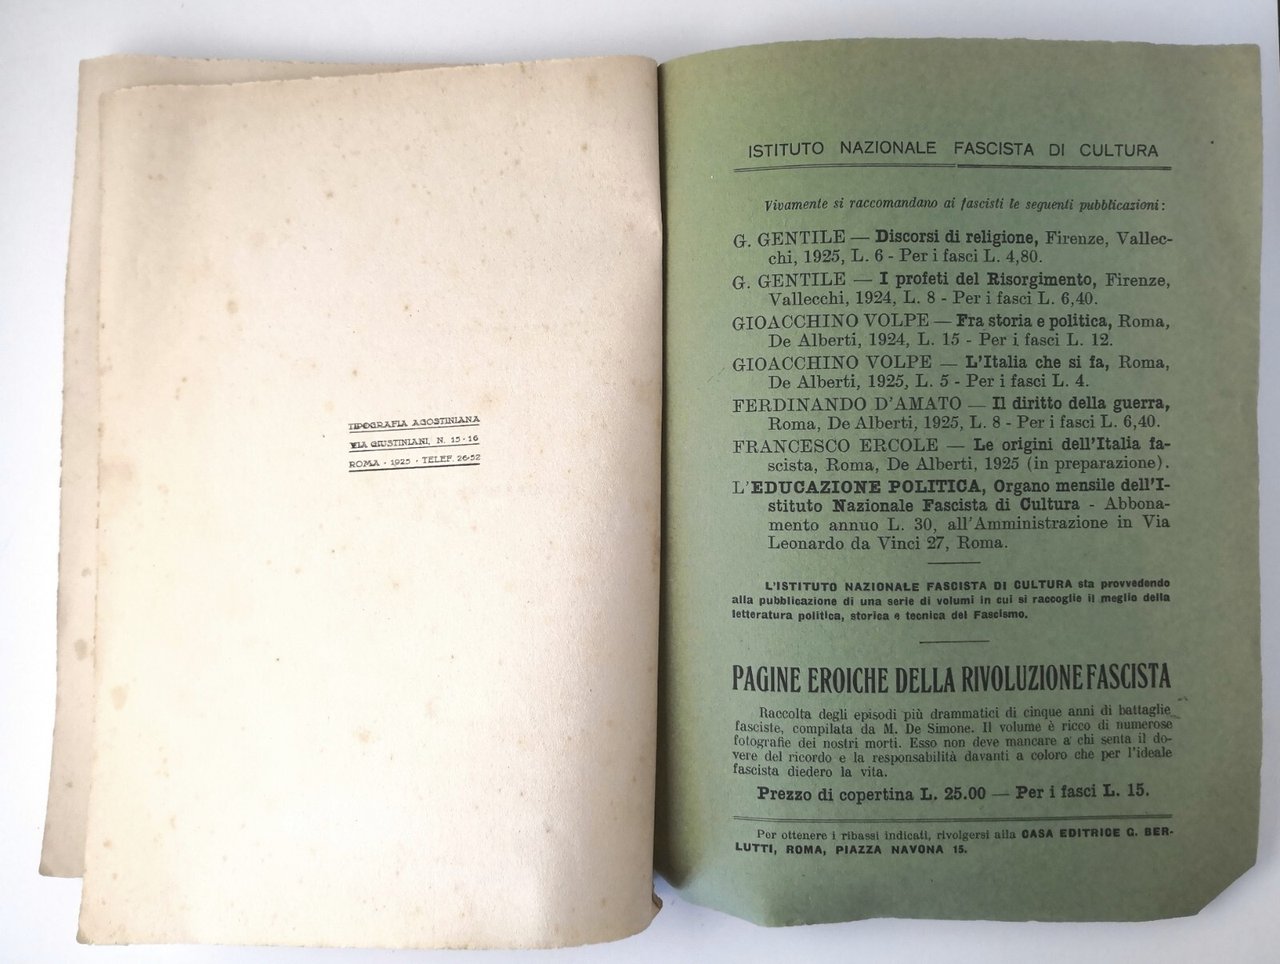 TIPOGRAFIA AGOSTINIANA
VIA GIUSTINIANI, N. 15-16
ROMA - 1925 - TELEF. 26-52
ISTITUTO NAZIONALE FASCISTA DI CULTURA
Vivamente si raccomandano ai fascisti le seguenti pubblicazioni:
G. GENTILE — Discorsi di religione, Firenze, Vallec-
chi, 1925, L. 6 - Per i fasci L. 4,80.
G. GENTILE — I profeti del Risorgimento, Firenze,
Vallecchi, 1924, L. 8 - Per i fasci L. 6,40.
GIOACCHINO VOLPE — Fra storia e politica, Roma,
De Alberti, 1924, L. 15 - Per i fasci L. 12.
GIOACCHINO VOLPE — L'Italia che si fa, Roma,
De Alberti, 1925, L. 5 - Per i fasci L. 4.
FERDINANDO D'AMATO — Il diritto della guerra,
Roma, De Alberti, 1925, L. 8 - Per i fasci L. 6,40.
FRANCESCO ERCOLE — Le origini dell'Italia fa-
scista, Roma, De Alberti, 1925 (in preparazione).
L'EDUCAZIONE POLITICA, Organo mensile dell'I-
stituto Nazionale Fascista di Cultura - Abbona-
mento annuo L. 30, all'Amministrazione in Via
Leonardo da Vinci 27, Roma.
L'ISTITUTO NAZIONALE FASCISTA DI CULTURA sta provvedendo
alla pubblicazione di una serie di volumi in cui si raccoglie il meglio della
letteratura politica, storica e tecnica del Fascismo.
PAGINE EROICHE DELLA RIVOLUZIONE FASCISTA
Raccolta degli episodi più drammatici di cinque anni di battaglie
fasciste, compilata da M. De Simone. Il volume è ricco di numerose
fotografie dei nostri morti. Esso non deve mancare a chi senta il do-
vere del ricordo e la responsabilità davanti a coloro che per l'ideale
fascista diedero la vita.
Prezzo di copertina L. 25.00 — Per i fasci L. 15.
Per ottenere i ribassi indicati, rivolgersi alla CASA EDITRICE G. BER-
LUTTI, ROMA, PIAZZA NAVONA 15.